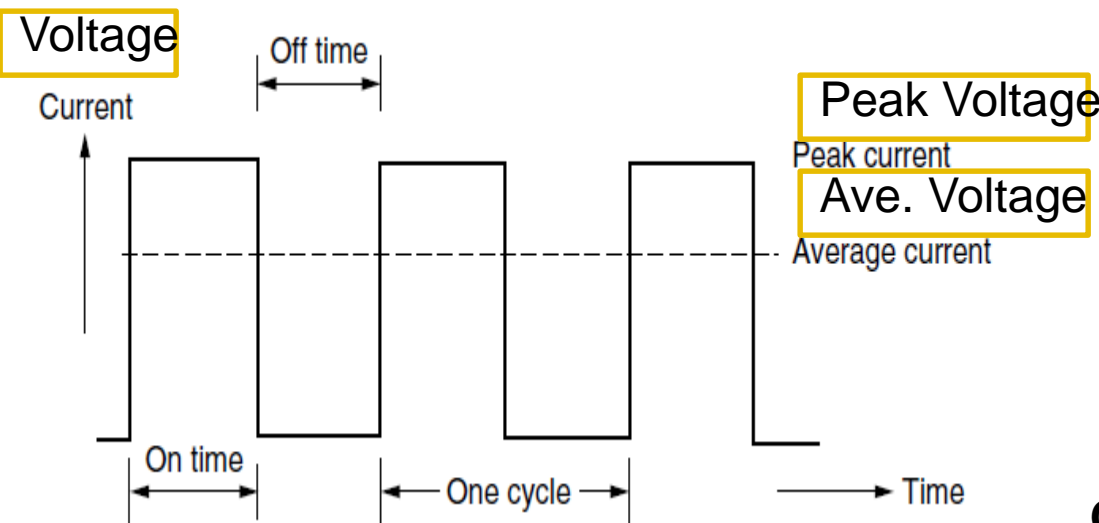 Voltage
Off time
Current
Peak Voltage
Peak current
Ave. Voltage
Average current
On time
One cycle
Time